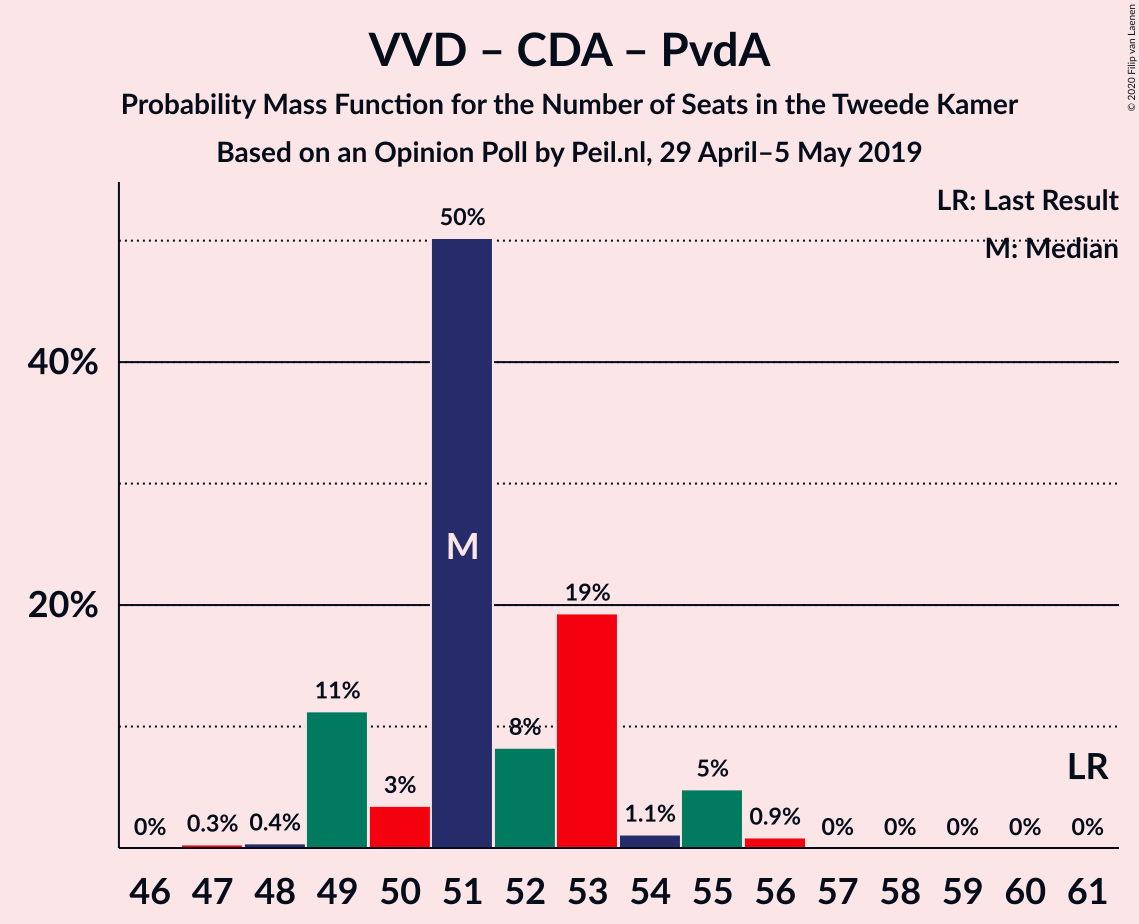 VVD – CDA – PvdA
Probability Mass Function for the Number of Seats in the Tweede Kamer
Based on an Opinion Poll by Peil.nl, 29 April–5 May 2019
© 2020 Filip van Laenen
LR: Last Result
M: Median
50%
40%
M
20%
19%
11%
8%
5%
3%
1.1%
0.9%
0.4%
0.3%
0%
0%
0%
0%
0%
0%
LR
46 47 48 49 50 51 52 53 54 55 56 57 58 59 60 61